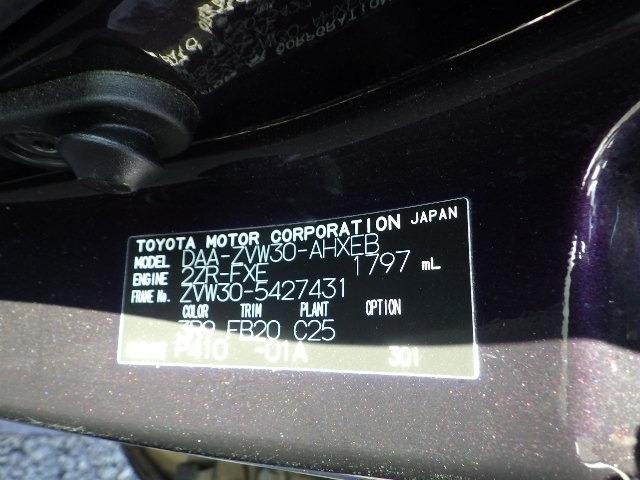 TOYOTA MOTOR CORPORATION JAPAN
MODEL DAA-ZVW30-AHXEB
ENGINE 2ZR-FXE 1797 mL
FRAME No. ZVW30-5427431
COLOR TRIM PLANT OPTION
FB20 C25
P410 -01A 301
CORPORATION